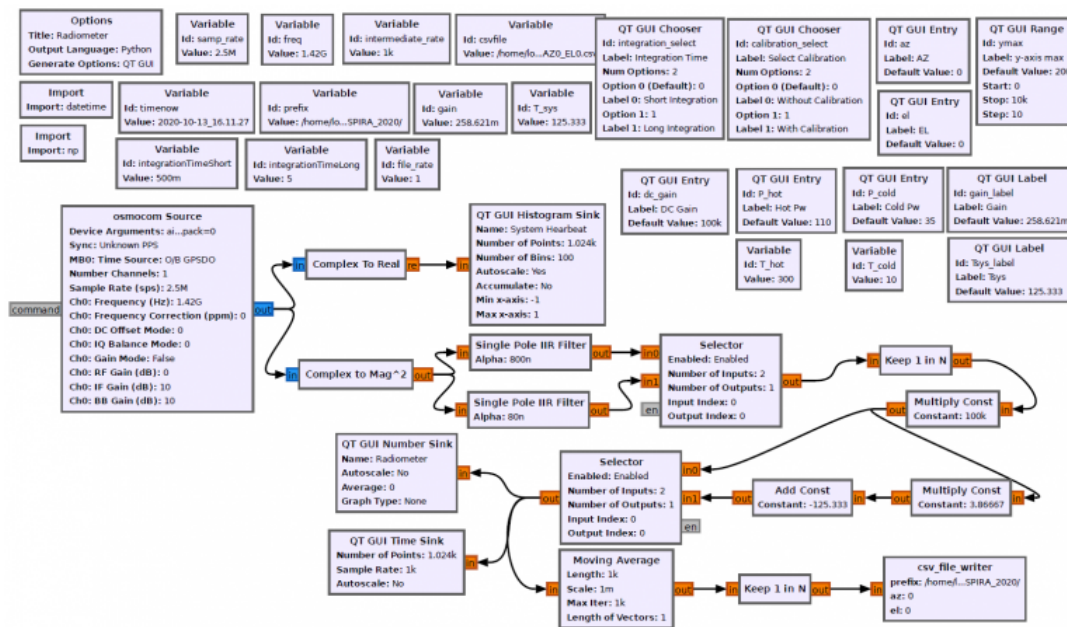 Options
Title: Radiometer
Output Language: Python
Generate Options: QT GUI
Variable
Id: samp_rate
Value: 2.5M
Variable
Id: freq
Value: 1.42G
Variable
Id: intermediate_rate
Value: 1k
Variable
Id: csvfile
Value: /home/lo...AZ0_EL0.csv
QT GUI Chooser
Id: integration_select
Label: Integration Time
Num Options: 2
Option 0 (Default): 0
Label 0: Short Integration
Option 1: 1
Label 1: Long Integration
QT GUI Chooser
Id: calibration_select
Label: Select Calibration
Num Options: 2
Option 0 (Default): 0
Label 0: Without Calibration
Option 1: 1
Label 1: With Calibration
QT GUI Entry
Id: az
Label: AZ
Default Value: 0
QT GUI Range
Id: ymax
Label: y-axis max
Default Value: 200
Start: 0
Stop: 10k
Step: 10
Import
Import: datetime
Variable
Id: timenow
Value: 2020-10-13_16.11.27
Variable
Id: prefix
Value: /home/lo...SPIRA_2020/
Variable
Id: gain
Value: 258.621m
Variable
Id: T_sys
Value: 125.333
QT GUI Entry
Id: el
Label: EL
Default Value: 0
Import
Import: np
Variable
Id: integrationTimeShort
Value: 500m
Variable
Id: integrationTimeLong
Value: 5
Variable
Id: file_rate
Value: 1
QT GUI Entry
Id: dc_gain
Label: DC Gain
Default Value: 100k
QT GUI Entry
Id: P_hot
Label: Hot Pw
Default Value: 110
QT GUI Entry
Id: P_cold
Label: Cold Pw
Default Value: 35
QT GUI Label
Id: gain_label
Label: Gain
Default Value: 258.621m
Variable
Id: T_hot
Value: 300
Variable
Id: T_cold
Value: 10
QT GUI Label
Id: Tsys_label
Label: Tsys
Default Value: 125.333
osmocom Source
Device Arguments: ai...pack=0
Sync: Unknown PPS
MB0: Time Source: O/B GPSDO
Number Channels: 1
Sample Rate (sps): 2.5M
Ch0: Frequency (Hz): 1.42G
Ch0: Frequency Correction (ppm): 0
Ch0: DC Offset Mode: 0
Ch0: IQ Balance Mode: 0
Ch0: Gain Mode: False
Ch0: RF Gain (dB): 0
Ch0: IF Gain (dB): 10
Ch0: BB Gain (dB): 10
command
out
in
Complex To Real
re
in
QT GUI Histogram Sink
Name: System Hearbeat
Number of Points: 1.024k
Number of Bins: 100
Autoscale: Yes
Accumulate: No
Min x-axis: -1
Max x-axis: 1
in
Complex to Mag^2
out
in
Single Pole IIR Filter
Alpha: 800n
out
in
Single Pole IIR Filter
Alpha: 80n
out
in0
in1
en
Selector
Enabled: Enabled
Number of Inputs: 2
Number of Outputs: 1
Input Index: 0
Output Index: 0
out
in
Keep 1 in N
out
out
Multiply Const
Constant: 100k
in
out
Multiply Const
Constant: 3.86667
in
out
Add Const
Constant: -125.333
in
out
Selector
Enabled: Enabled
Number of Inputs: 2
Number of Outputs: 1
Input Index: 0
Output Index: 0
in0
in1
en
QT GUI Number Sink
Name: Radiometer
Autoscale: No
Average: 0
Graph Type: None
in
QT GUI Time Sink
Number of Points: 1.024k
Sample Rate: 1k
Autoscale: No
in
in
Moving Average
Length: 1k
Scale: 1m
Max Iter: 1k
Length of Vectors: 1
out
in
Keep 1 in N
out
in
csv_file_writer
prefix: /home/l...SPIRA_2020/
az: 0
el: 0